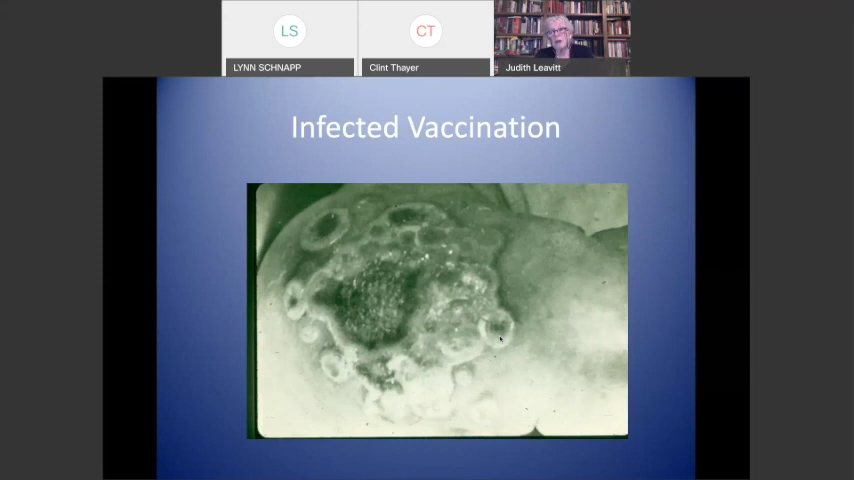 LS
CT
LYNN SCHNAPP
Clint Thayer
Judith Leavitt
Infected Vaccination